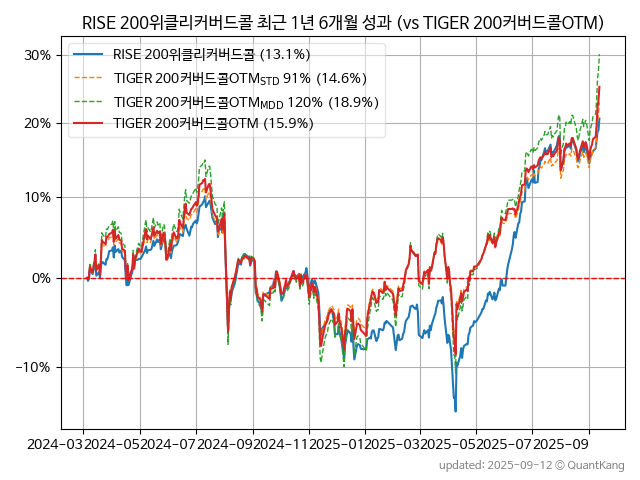 RISE 200위클리커버드콜 최근 1년 6개월 성과 (vs TIGER 200커버드콜OTM)
30%
20%
10%
0%
−10%
RISE 200위클리커버드콜 (13.1%)
TIGER 200커버드콜OTM_STD 91% (14.6%)
TIGER 200커버드콜OTM_MDD 120% (18.9%)
TIGER 200커버드콜OTM (15.9%)
2024-03 2024-05 2024-07 2024-09 2024-11 2025-01 2025-03 2025-05 2025-07 2025-09
updated: 2025-09-12 © QuantKang